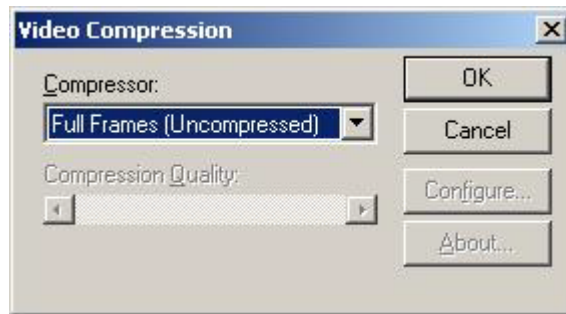 Video Compression
Compressor:
Full Frames (Uncompressed)
Compression Quality:
OK
Cancel
Configure...
About...